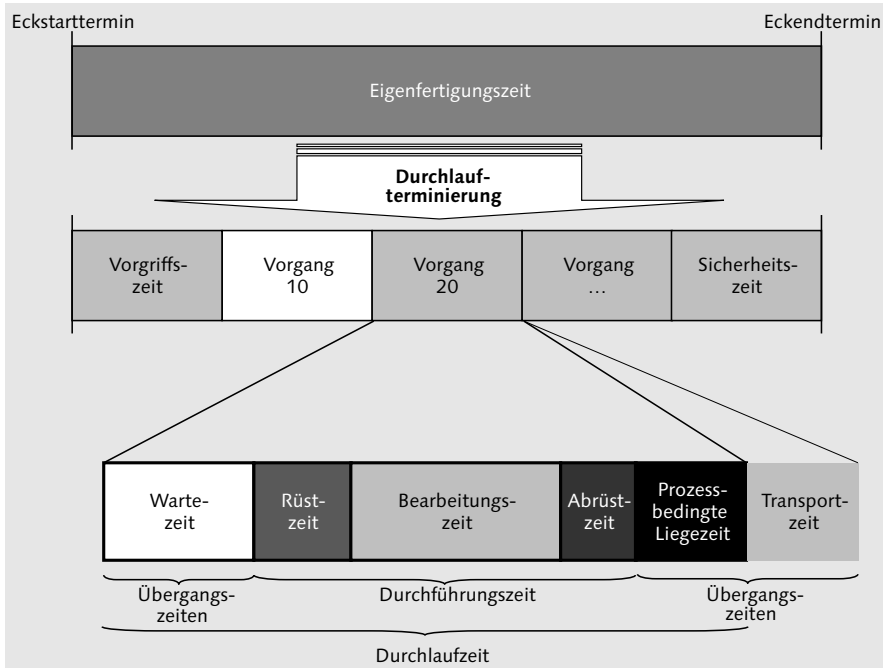 Eckstarttermin
Eckendtermin
Eigenfertigungszeit
Durchlauf-
terminierung
Vorgriffs-
zeit
Vorgang
10
Vorgang
20
Vorgang
...
Sicherheits-
zeit
Warte-
zeit
Rüst-
zeit
Bearbeitungs-
zeit
Abrüst-
zeit
Prozess-
bedingte
Liegezeit
Transport-
zeit
Übergangs-
zeiten
Durchführungszeit
Übergangs-
zeiten
Durchlaufzeit